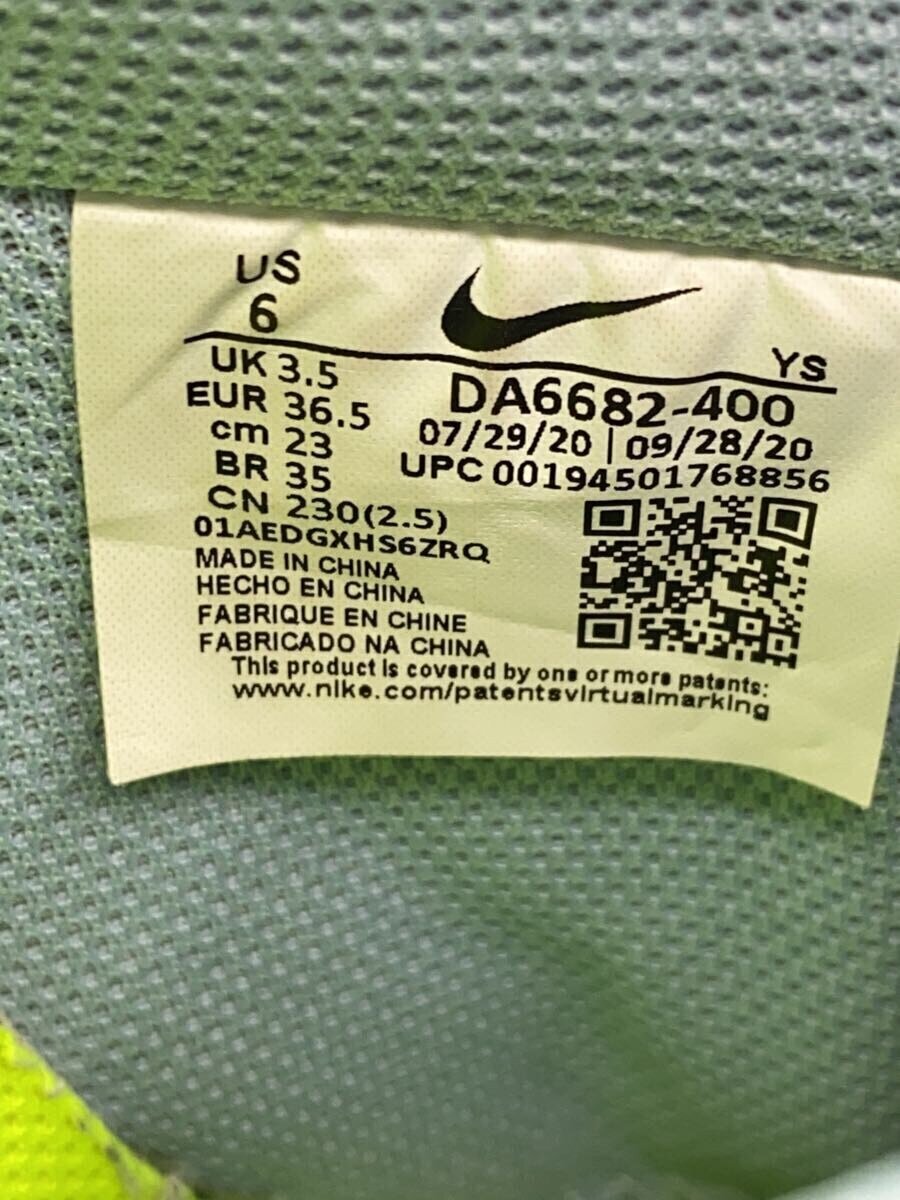 US
6
YS
UK 3.5
EUR 36.5
cm 23
BR 35
CN 230(2.5)
DA6682-400
07/29/20 | 09/28/20
UPC 00194501768856
01AEDGXHS6ZRQ
MADE IN CHINA
HECHO EN CHINA
FABRIQUE EN CHINE
FABRICADO NA CHINA
This product is covered by one or more patents:
www.nike.com/patentsvirtualmarking